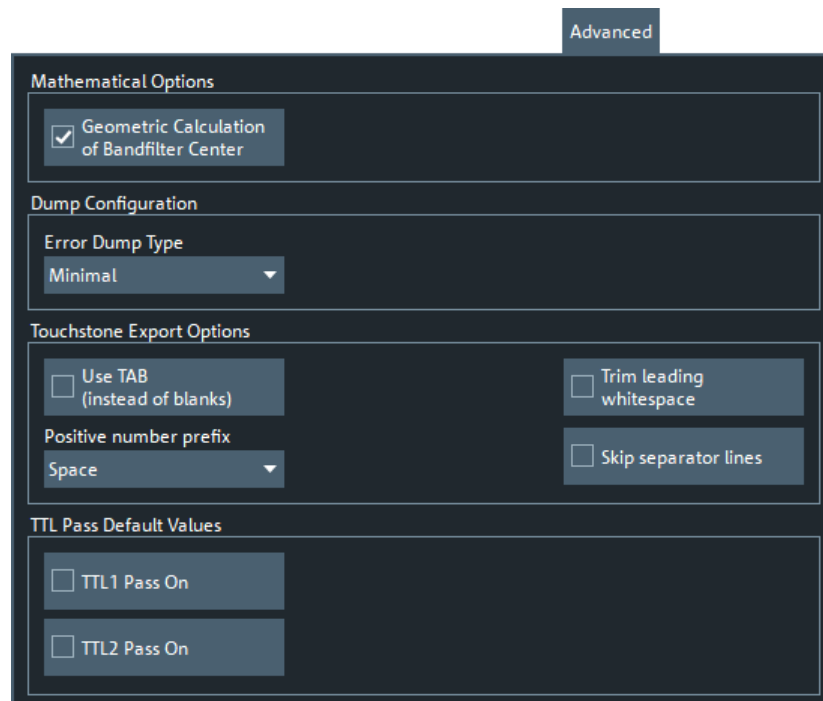 Advanced
Mathematical Options
Geometric Calculation
of Bandfilter Center
Dump Configuration
Error Dump Type
Minimal
Touchstone Export Options
Use TAB
(instead of blanks)
Trim leading
whitespace
Positive number prefix
Space
Skip separator lines
TTL Pass Default Values
TTL1 Pass On
TTL2 Pass On